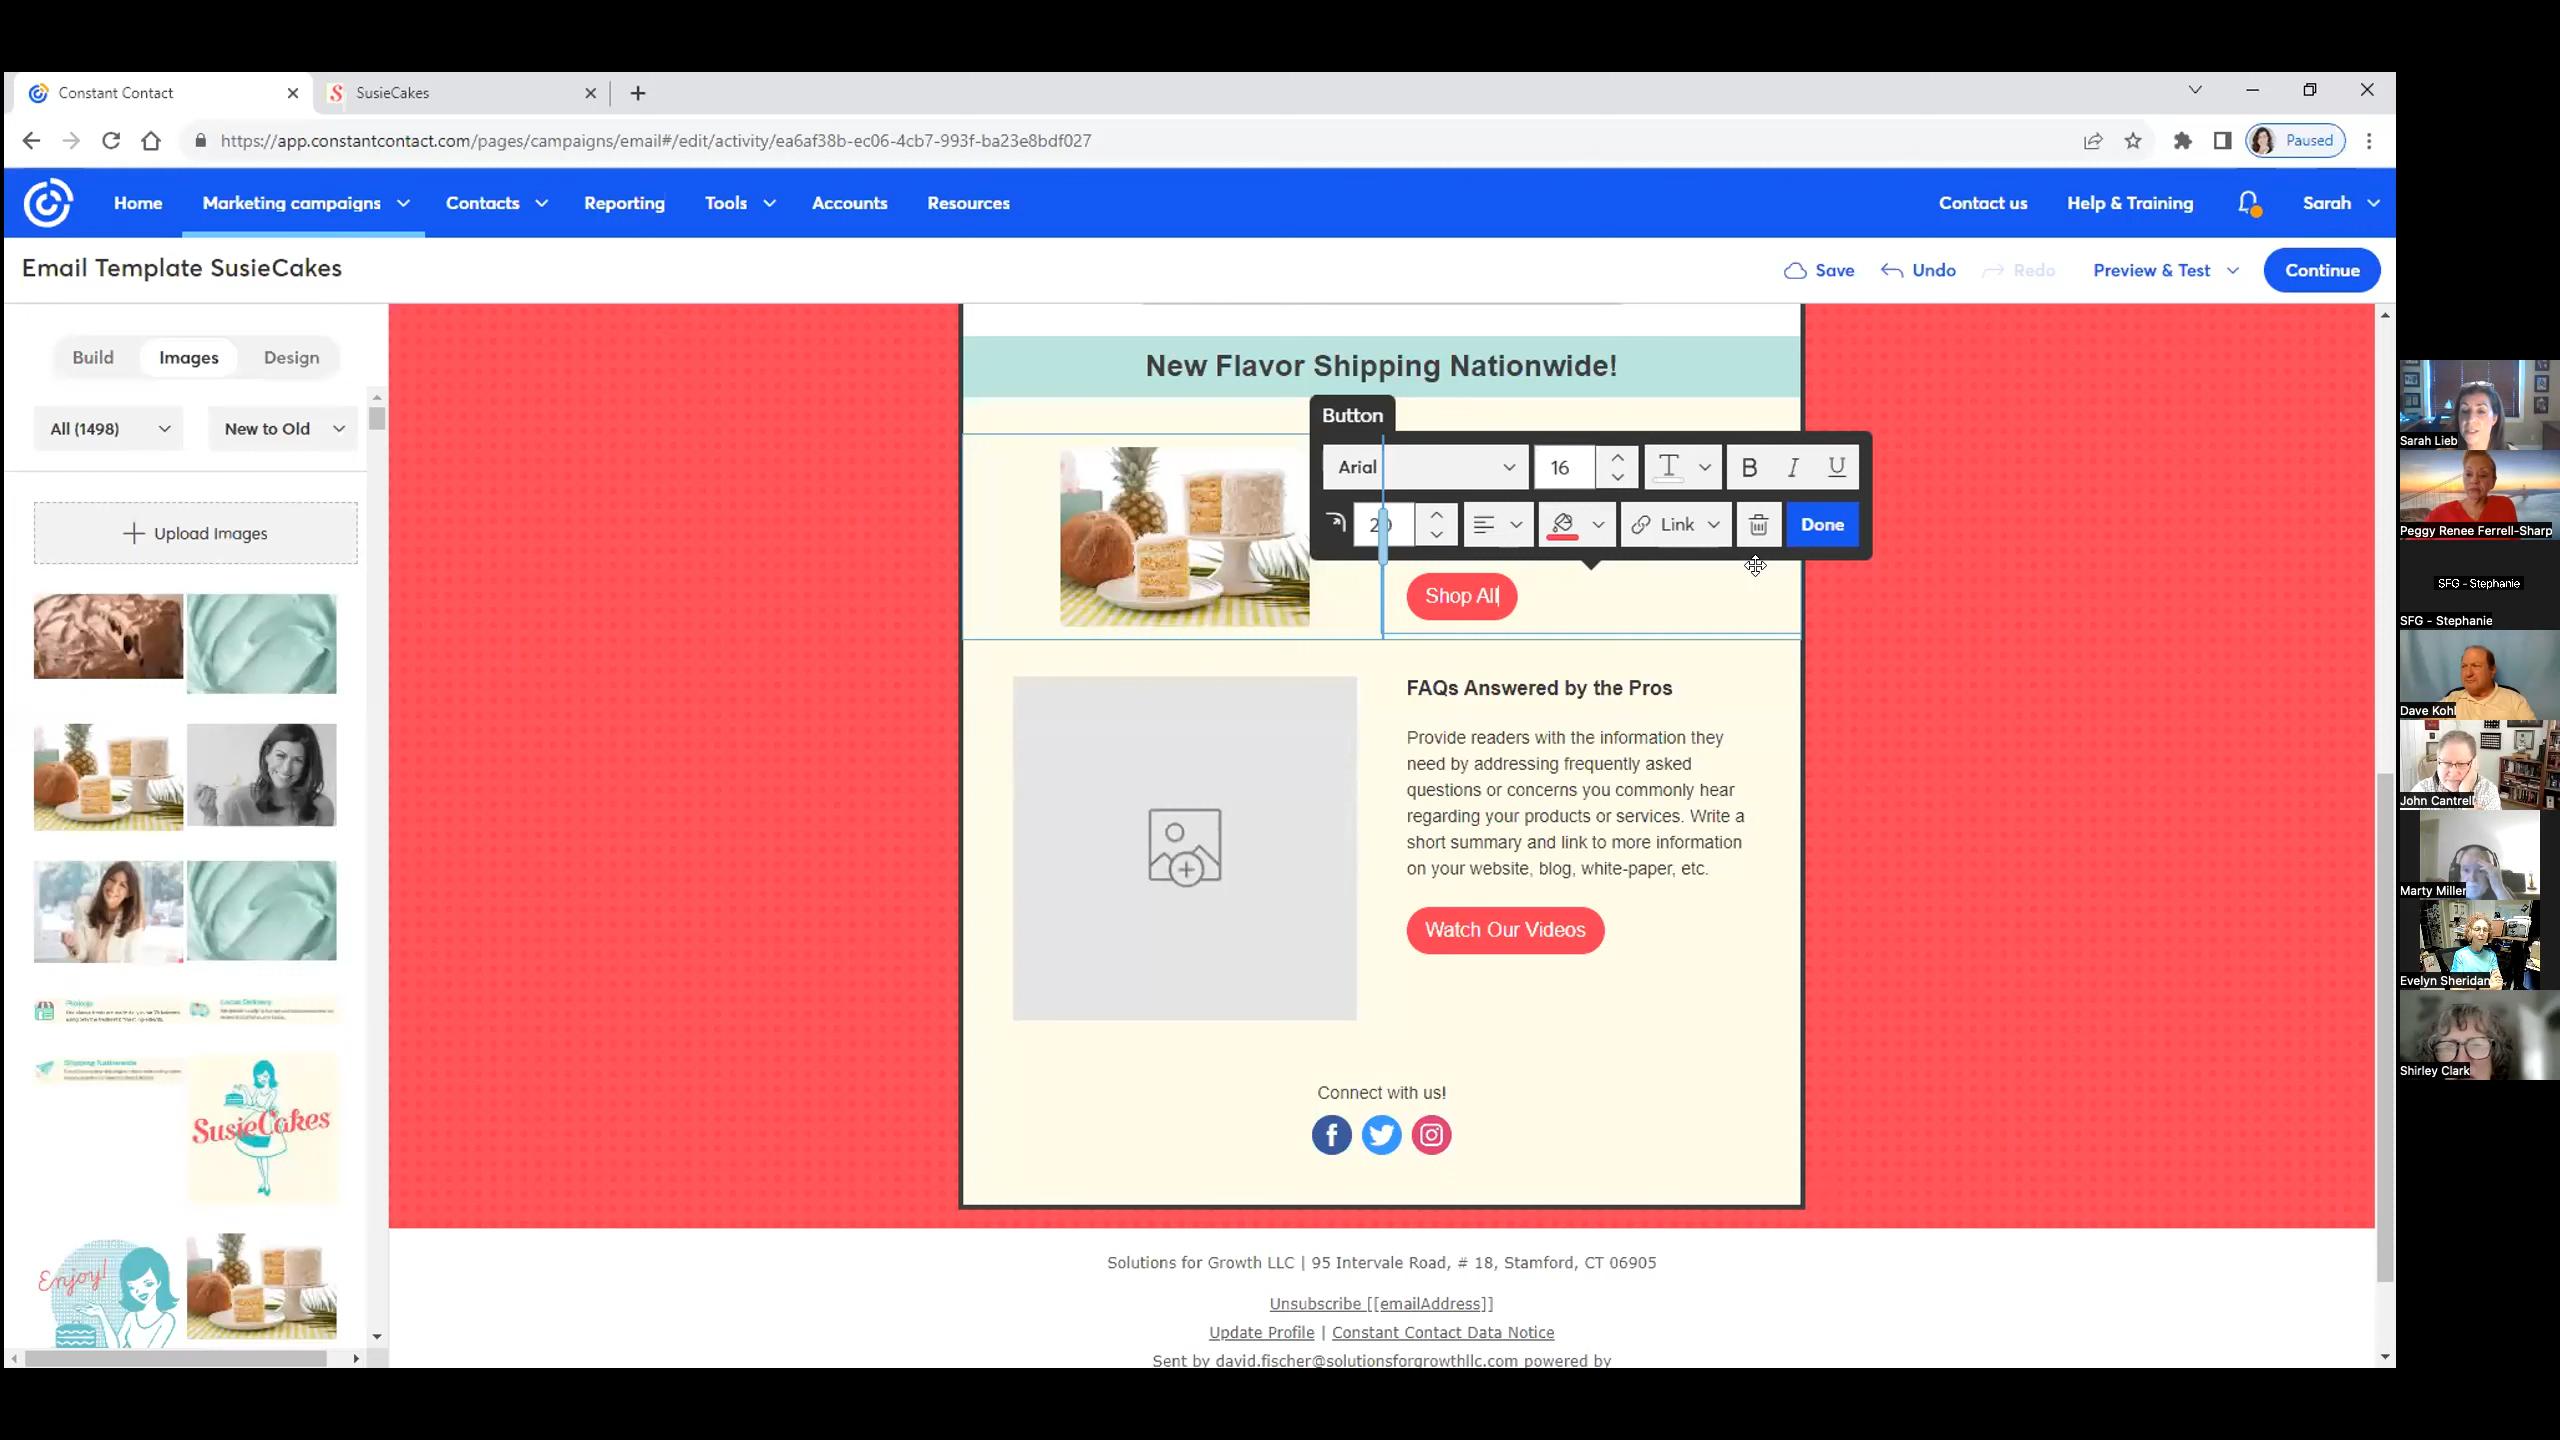 Constant Contact
SusieCakes
https://app.constantcontact.com/pages/campaigns/email#/edit/activity/ea6af38b-ec06-4cb7-993f-ba23e8bdf027
Paused
Home
Marketing campaigns
Contacts
Reporting
Tools
Accounts
Resources
Contact us
Help & Training
Sarah
Email Template SusieCakes
Save
Undo
Redo
Preview & Test
Continue
Build
Images
Design
All (1498)
New to Old
Upload Images
SusieCakes
Enjoy!
New Flavor Shipping Nationwide!
Button
Arial
16
B I U
20
Link
Done
Shop All
FAQs Answered by the Pros
Provide readers with the information they
need by addressing frequently asked
questions or concerns you commonly hear
regarding your products or services. Write a
short summary and link to more information
on your website, blog, white-paper, etc.
Watch Our Videos
Connect with us!
Solutions for Growth LLC | 95 Intervale Road, # 18, Stamford, CT 06905
Unsubscribe [[emailAddress]]
Update Profile | Constant Contact Data Notice
Sent by david.fischer@solutionsforgrowthllc.com powered by
Sarah Lieb
Peggy Renee Ferrell-Sharp
SFG - Stephanie
SFG - Stephanie
Dave Kohl
John Cantrell
Marty Miller
Evelyn Sheridan
Shirley Clark